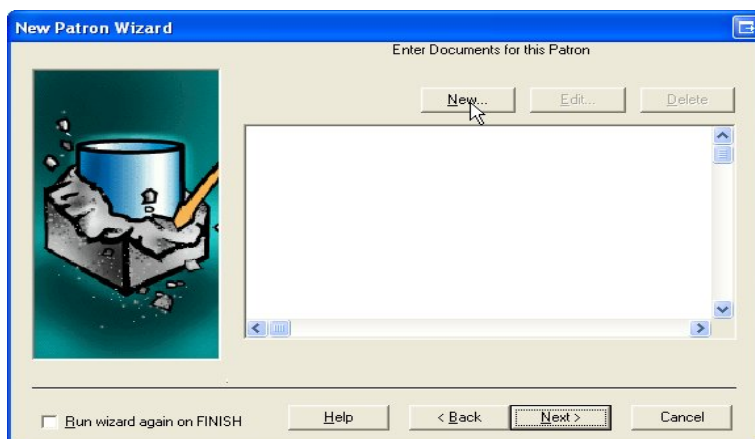 New Patron Wizard
Enter Documents for this Patron
New... Edit... Delete
Run wizard again on FINISH Help < Back Next > Cancel